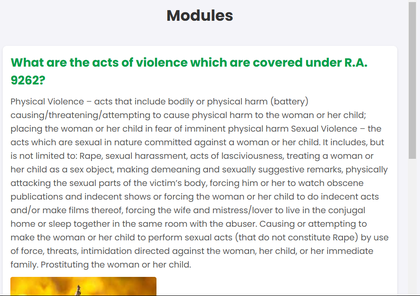 Modules
What are the acts of violence which are covered under R.A.
9262?
Physical Violence – acts that include bodily or physical harm (battery)
causing/threatening/attempting to cause physical harm to the woman or her child;
placing the woman or her child in fear of imminent physical harm Sexual Violence – the
acts which are sexual in nature committed against a woman or her child. It includes, but
is not limited to: Rape, sexual harassment, acts of lasciviousness, treating a woman or
her child as a sex object, making demeaning and sexually suggestive remarks, physically
attacking the sexual parts of the victim's body, forcing him or her to watch obscene
publications and indecent shows or forcing the woman or her child to do indecent acts
and/or make films thereof, forcing the wife and mistress/lover to live in the conjugal
home or sleep together in the same room with the abuser. Causing or attempting to
make the woman or her child to perform sexual acts (that do not constitute Rape) by use
of force, threats, intimidation directed against the woman, her child, or her immediate
family. Prostituting the woman or her child.